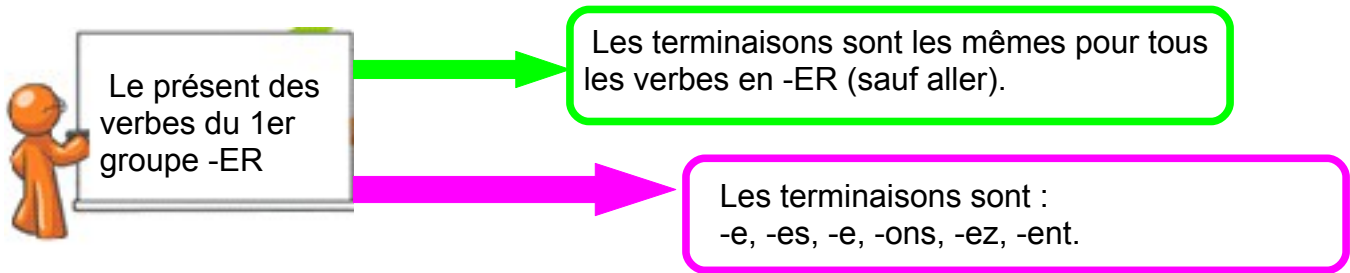 Le présent des
verbes du 1er
groupe -ER
Les terminaisons sont les mêmes pour tous
les verbes en -ER (sauf aller).
Les terminaisons sont :
-e, -es, -e, -ons, -ez, -ent.